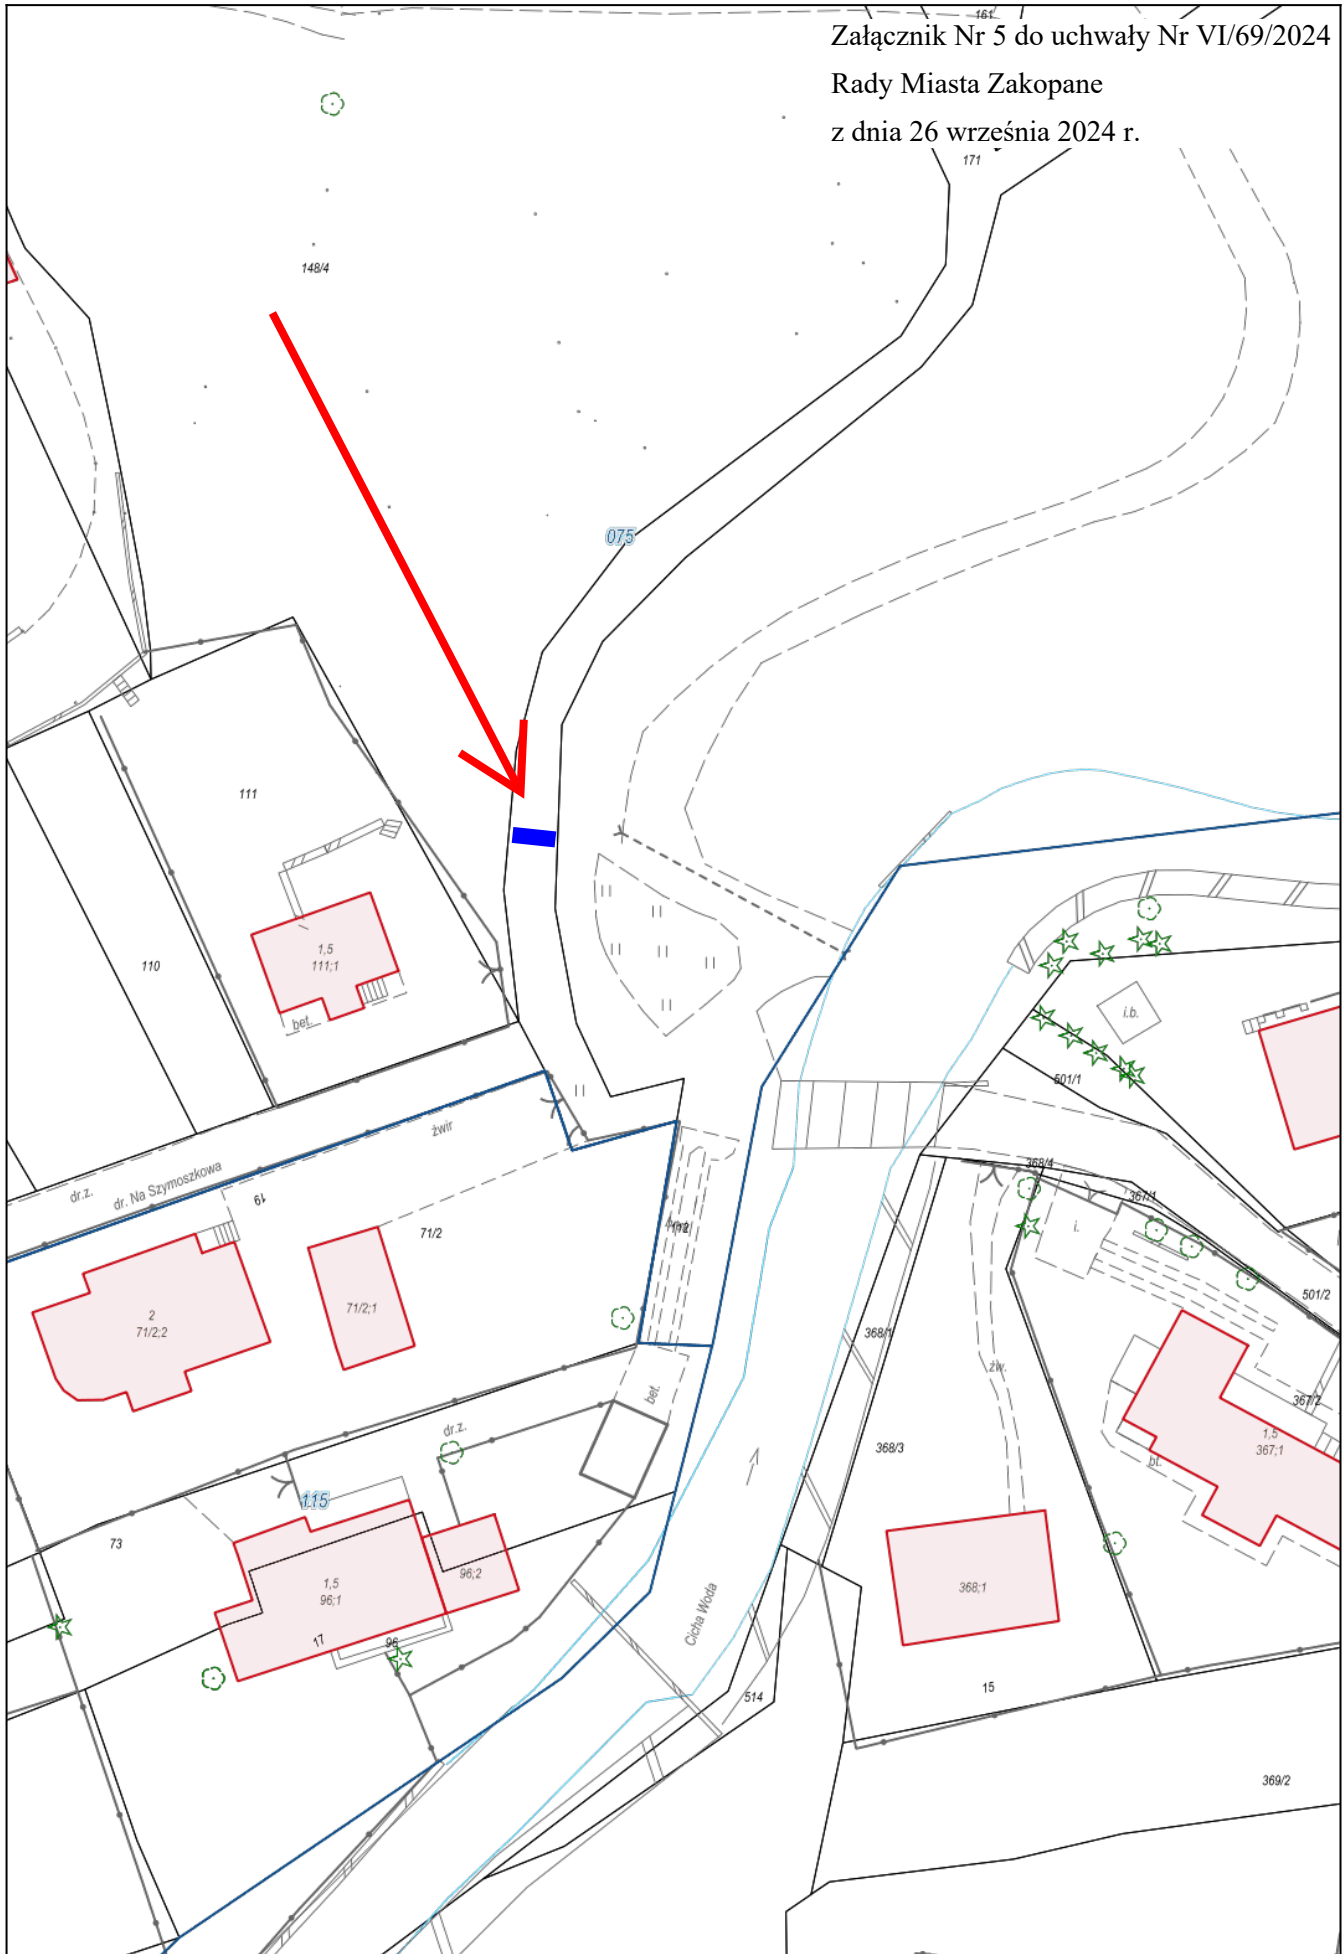 161
Załącznik Nr 5 do uchwały Nr VI/69/2024
Rady Miasta Zakopane
z dnia 26 września 2024 r.
171
148/4
075
111
110
1,5
111;1
bet.
i.b.
501/1
żwir
dr.z.
dr. Na Szymoszkowa
19
71/2
368/4
367/1
i.
501/2
2
71/2;2
71/2;1
368/1
żw.
bet.
367/2
dr.z.
1,5
367;1
bt.
368/3
115
73
1,5
96;1
96;2
368;1
Cicha Woda
17
96
514
15
369/2